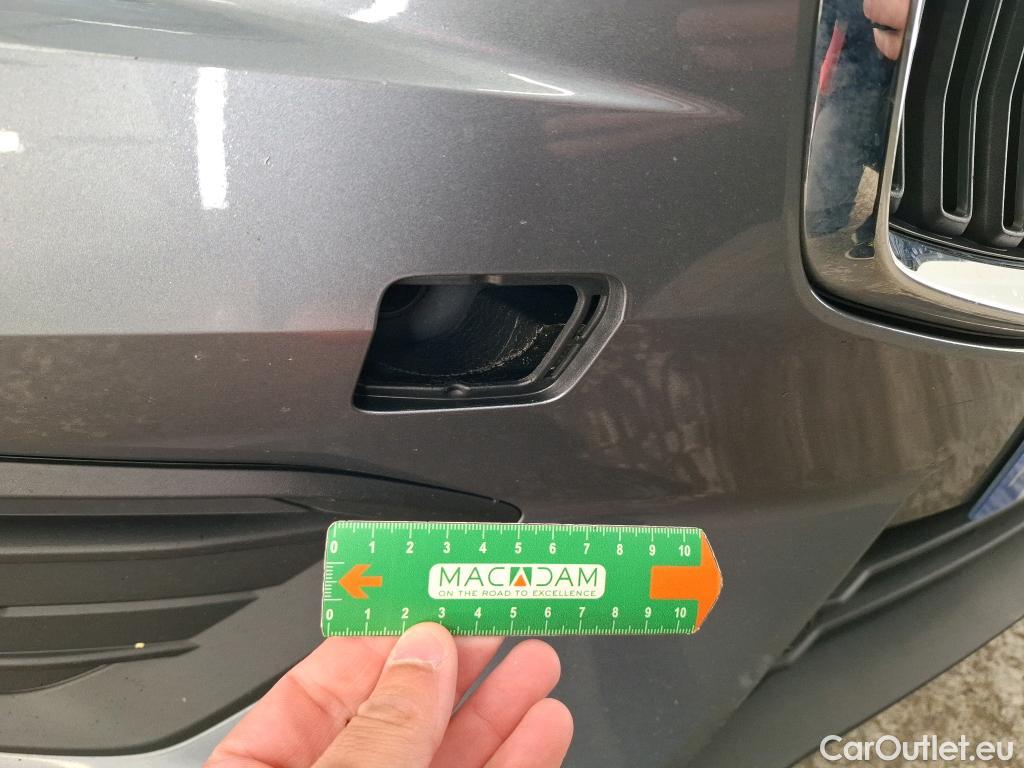 0 1 2 3 4 5 6 7 8 9 10
MACADAM
ON THE ROAD TO EXCELLENCE
0 1 2 3 4 5 6 7 8 9 10
CarOutlet.eu